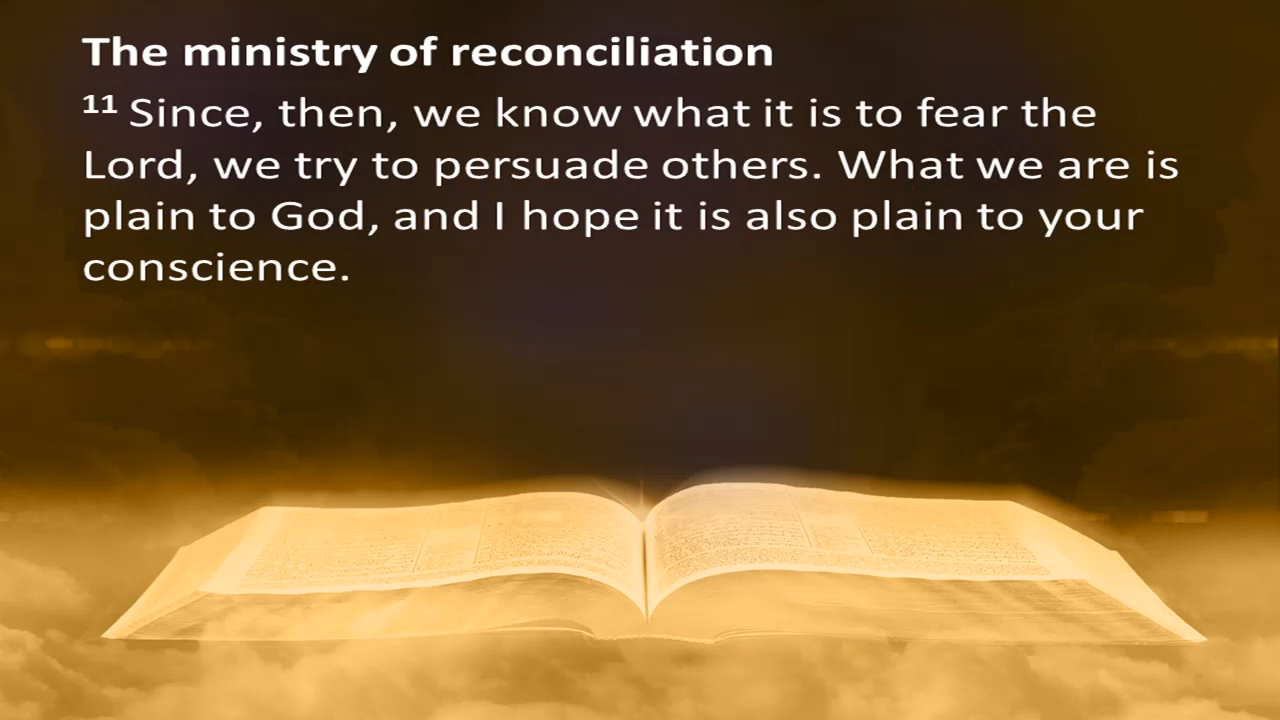 The ministry of reconciliation
11 Since, then, we know what it is to fear the
Lord, we try to persuade others. What we are is
plain to God, and I hope it is also plain to your
conscience.